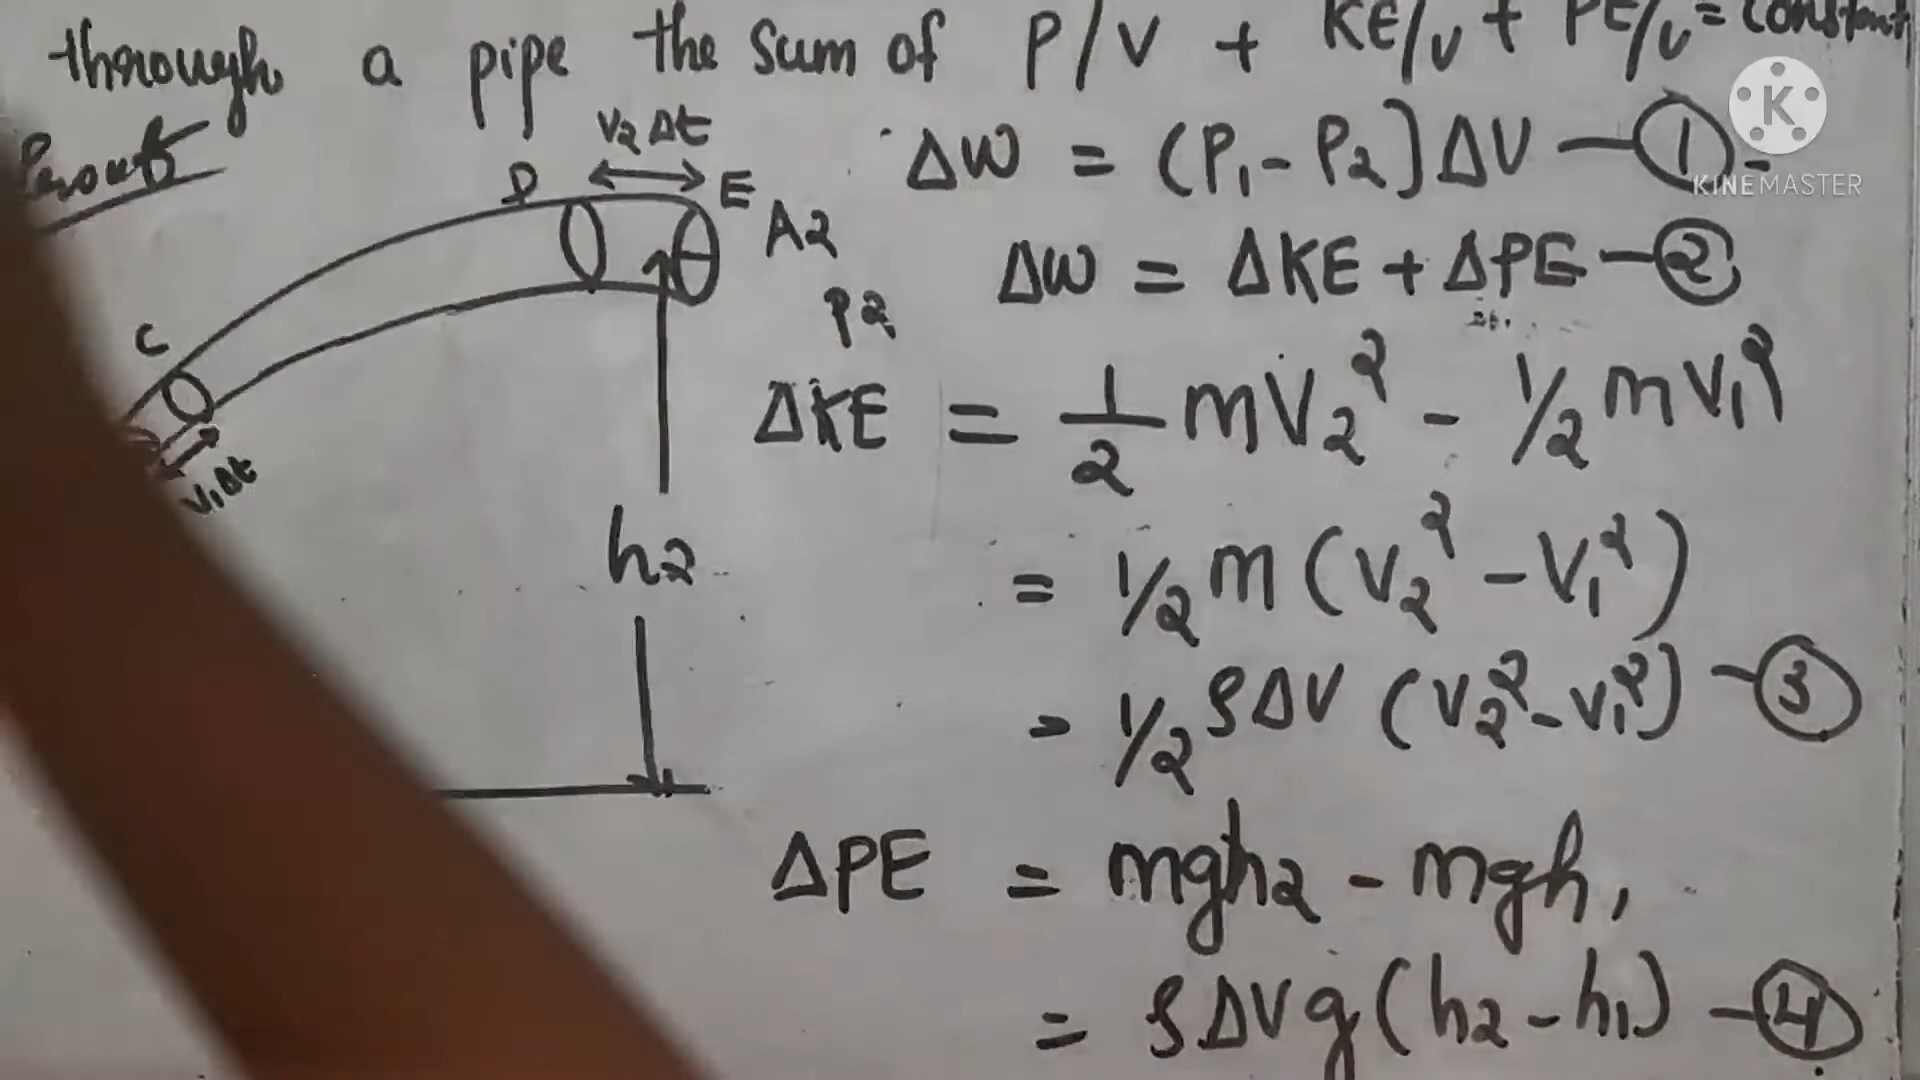 through a pipe the sum of P/V + KE/V + PE/V = constant
V2 Δt
D E A2
P2
C
V1Δt
h2
ΔW = (P1 - P2) ΔV — 1
ΔW = ΔKE + ΔPE — 2
ΔKE = 1/2 mV2² - 1/2 mV1²
= 1/2 m (V2² - V1²)
= 1/2 ρΔV (V2² - V1²) — 3
ΔPE = mgh2 - mgh1
= ρΔVg (h2 - h1) — 4
K
KINEMASTER